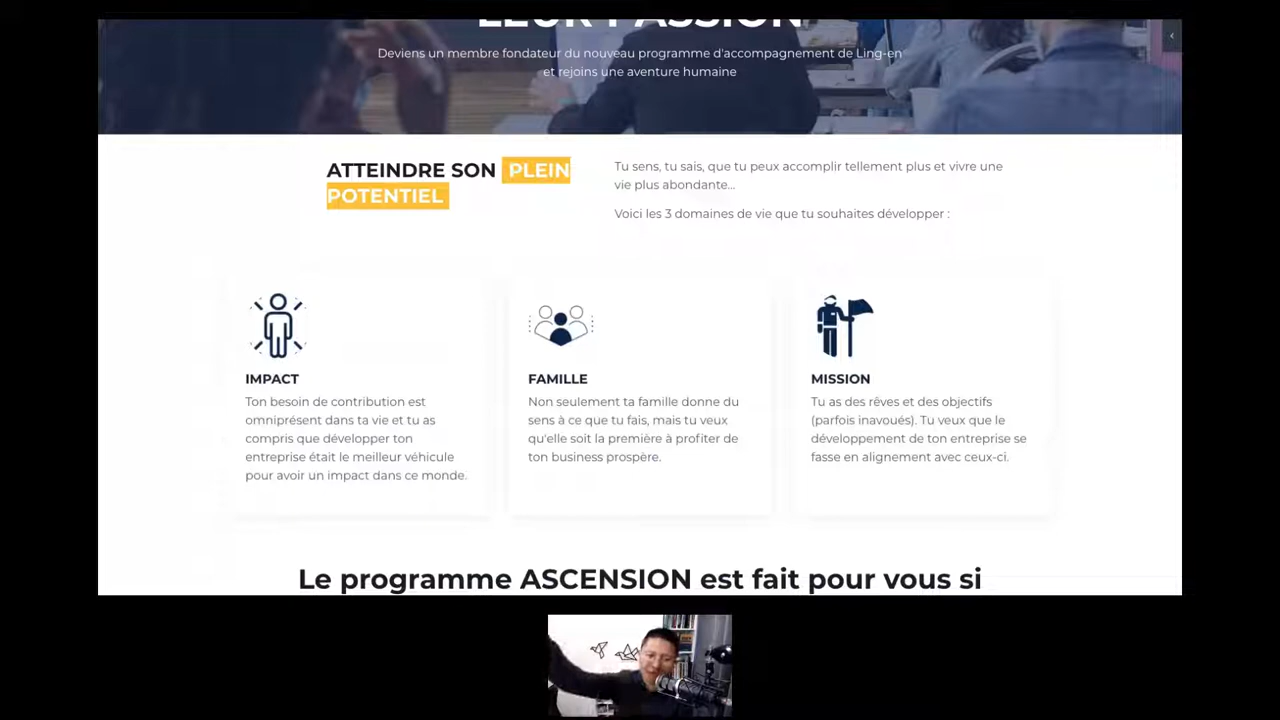 LEUR PASSION
Deviens un membre fondateur du nouveau programme d'accompagnement de Ling-en
et rejoins une aventure humaine
ATTEINDRE SON PLEIN
POTENTIEL
Tu sens, tu sais, que tu peux accomplir tellement plus et vivre une
vie plus abondante...
Voici les 3 domaines de vie que tu souhaites développer :
IMPACT
Ton besoin de contribution est
omniprésent dans ta vie et tu as
compris que développer ton
entreprise était le meilleur véhicule
pour avoir un impact dans ce monde.
FAMILLE
Non seulement ta famille donne du
sens à ce que tu fais, mais tu veux
qu'elle soit la première à profiter de
ton business prospère.
MISSION
Tu as des rêves et des objectifs
(parfois inavoués). Tu veux que le
développement de ton entreprise se
fasse en alignement avec ceux-ci.
Le programme ASCENSION est fait pour vous si